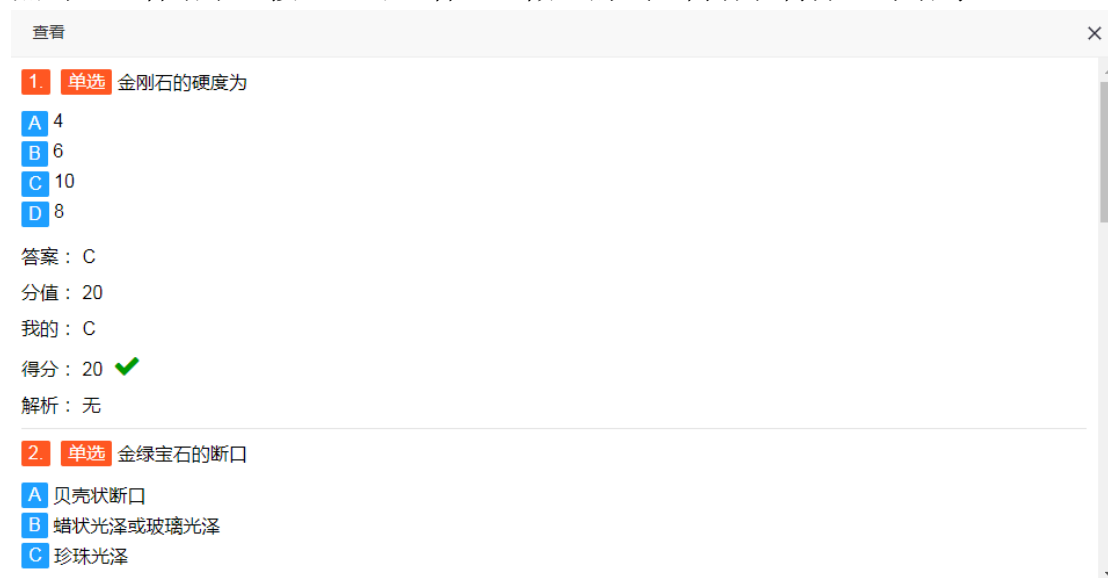 查看
1. 单选 金刚石的硬度为
A 4
B 6
C 10
D 8
答案： C
分值： 20
我的： C
得分： 20
解析： 无
2. 单选 金绿宝石的断口
A 贝壳状断口
B 蜡状光泽或玻璃光泽
C 珍珠光泽